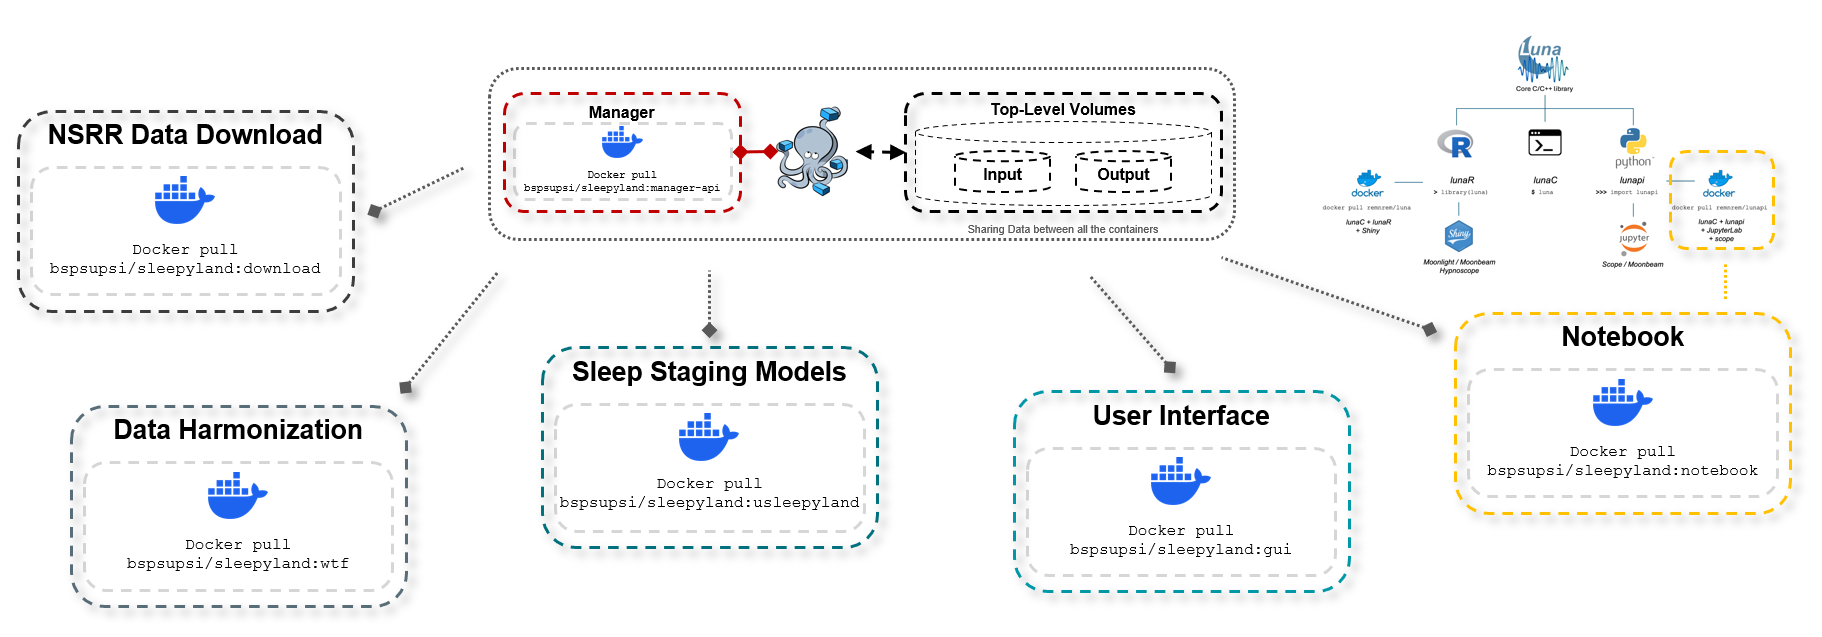 NSRR Data Download
Docker pull
bspsupsi/sleepyland:download
Manager
Docker pull
bspsupsi/sleepyland:manager-api
Top-Level Volumes
Input
Output
Sharing Data between all the containers
Luna
Core C/C++ library
R
python
lunaR
> library(luna)
lunaC
$ luna
lunapi
>>> import lunapi
docker
docker pull remnrem/luna
lunaC + lunaR
+ Shiny
docker
docker pull remnrem/lunapi
lunaC + lunapi
+ JupyterLab
+ scope
Shiny
Moonlight / Moonbeam
Hypnoscope
jupyter
Scope / Moonbeam
Data Harmonization
Docker pull
bspsupsi/sleepyland:wtf
Sleep Staging Models
Docker pull
bspsupsi/sleepyland:usleepyland
User Interface
Docker pull
bspsupsi/sleepyland:gui
Notebook
Docker pull
bspsupsi/sleepyland:notebook